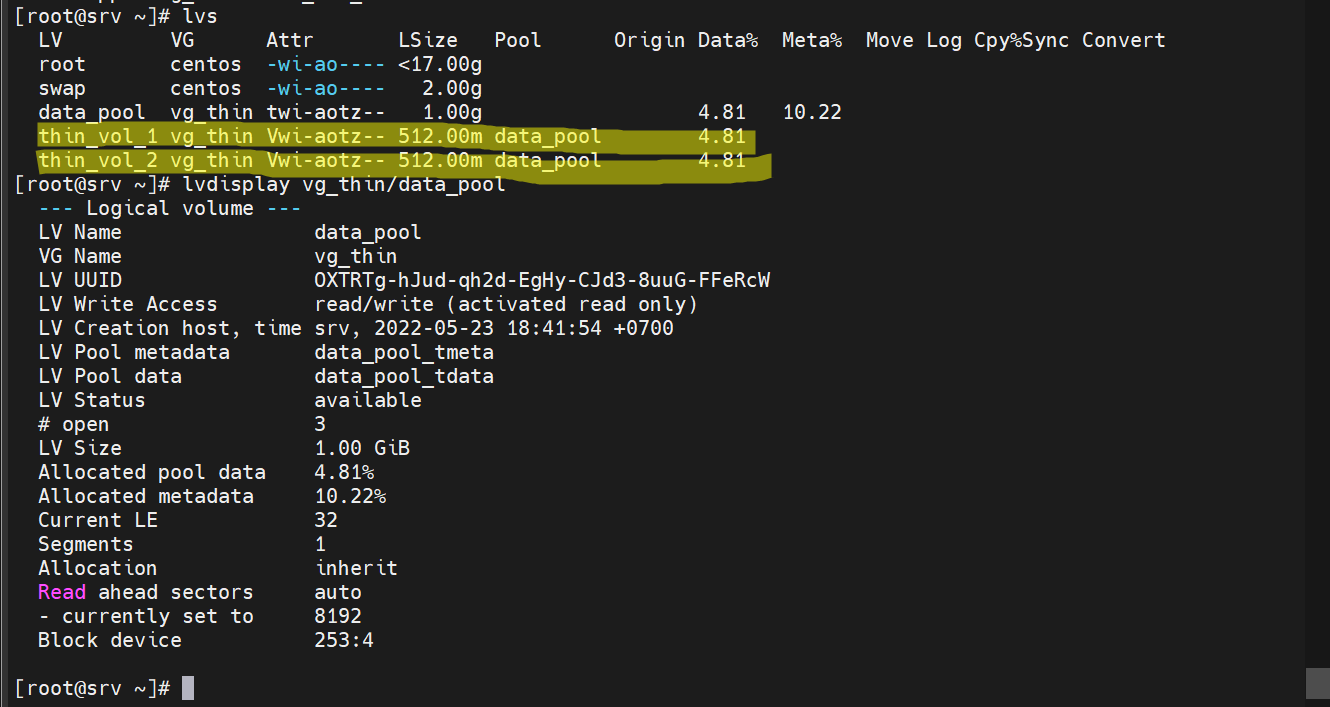 [root@srv ~]# lvs
  LV        VG      Attr       LSize   Pool      Origin Data%  Meta%  Move Log Cpy%Sync Convert
  root      centos  -wi-ao---- <17.00g
  swap      centos  -wi-ao----   2.00g
  data_pool  vg_thin twi-aotz--   1.00g                  4.81   10.22
  thin_vol_1 vg_thin Vwi-aotz-- 512.00m data_pool        4.81
  thin_vol_2 vg_thin Vwi-aotz-- 512.00m data_pool        4.81
[root@srv ~]# lvdisplay vg_thin/data_pool
  --- Logical volume ---
  LV Name                data_pool
  VG Name                vg_thin
  LV UUID                OXTRTg-hJud-qh2d-EgHy-CJd3-8uuG-FFeRcW
  LV Write Access        read/write (activated read only)
  LV Creation host, time srv, 2022-05-23 18:41:54 +0700
  LV Pool metadata       data_pool_tmeta
  LV Pool data           data_pool_tdata
  LV Status              available
  # open                 3
  LV Size                1.00 GiB
  Allocated pool data    4.81%
  Allocated metadata     10.22%
  Current LE             32
  Segments               1
  Allocation             inherit
  Read ahead sectors     auto
  - currently set to     8192
  Block device           253:4
[root@srv ~]#